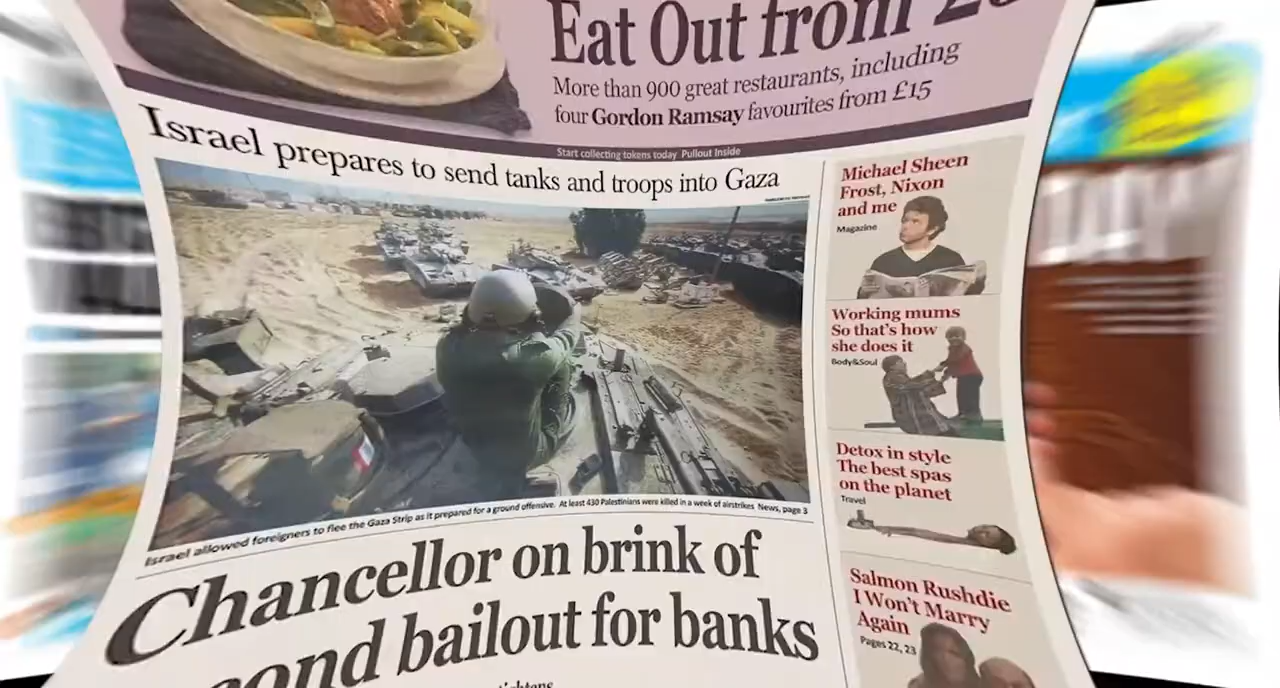 Eat Out from £5
More than 900 great restaurants, including
four Gordon Ramsay favourites from £15
Start collecting tokens today Pullout Inside
Israel prepares to send tanks and troops into Gaza
Israel allowed foreigners to flee the Gaza Strip as it prepared for a ground offensive. At least 430 Palestinians were killed in a week of airstrikes News, page 3
Chancellor on brink of
ond bailout for banks
Michael Sheen
Frost, Nixon
and me
Magazine
Working mums
So that's how
she does it
Body&Soul
Detox in style
The best spas
on the planet
Travel
Salmon Rushdie
I Won't Marry
Again
Pages 22, 23